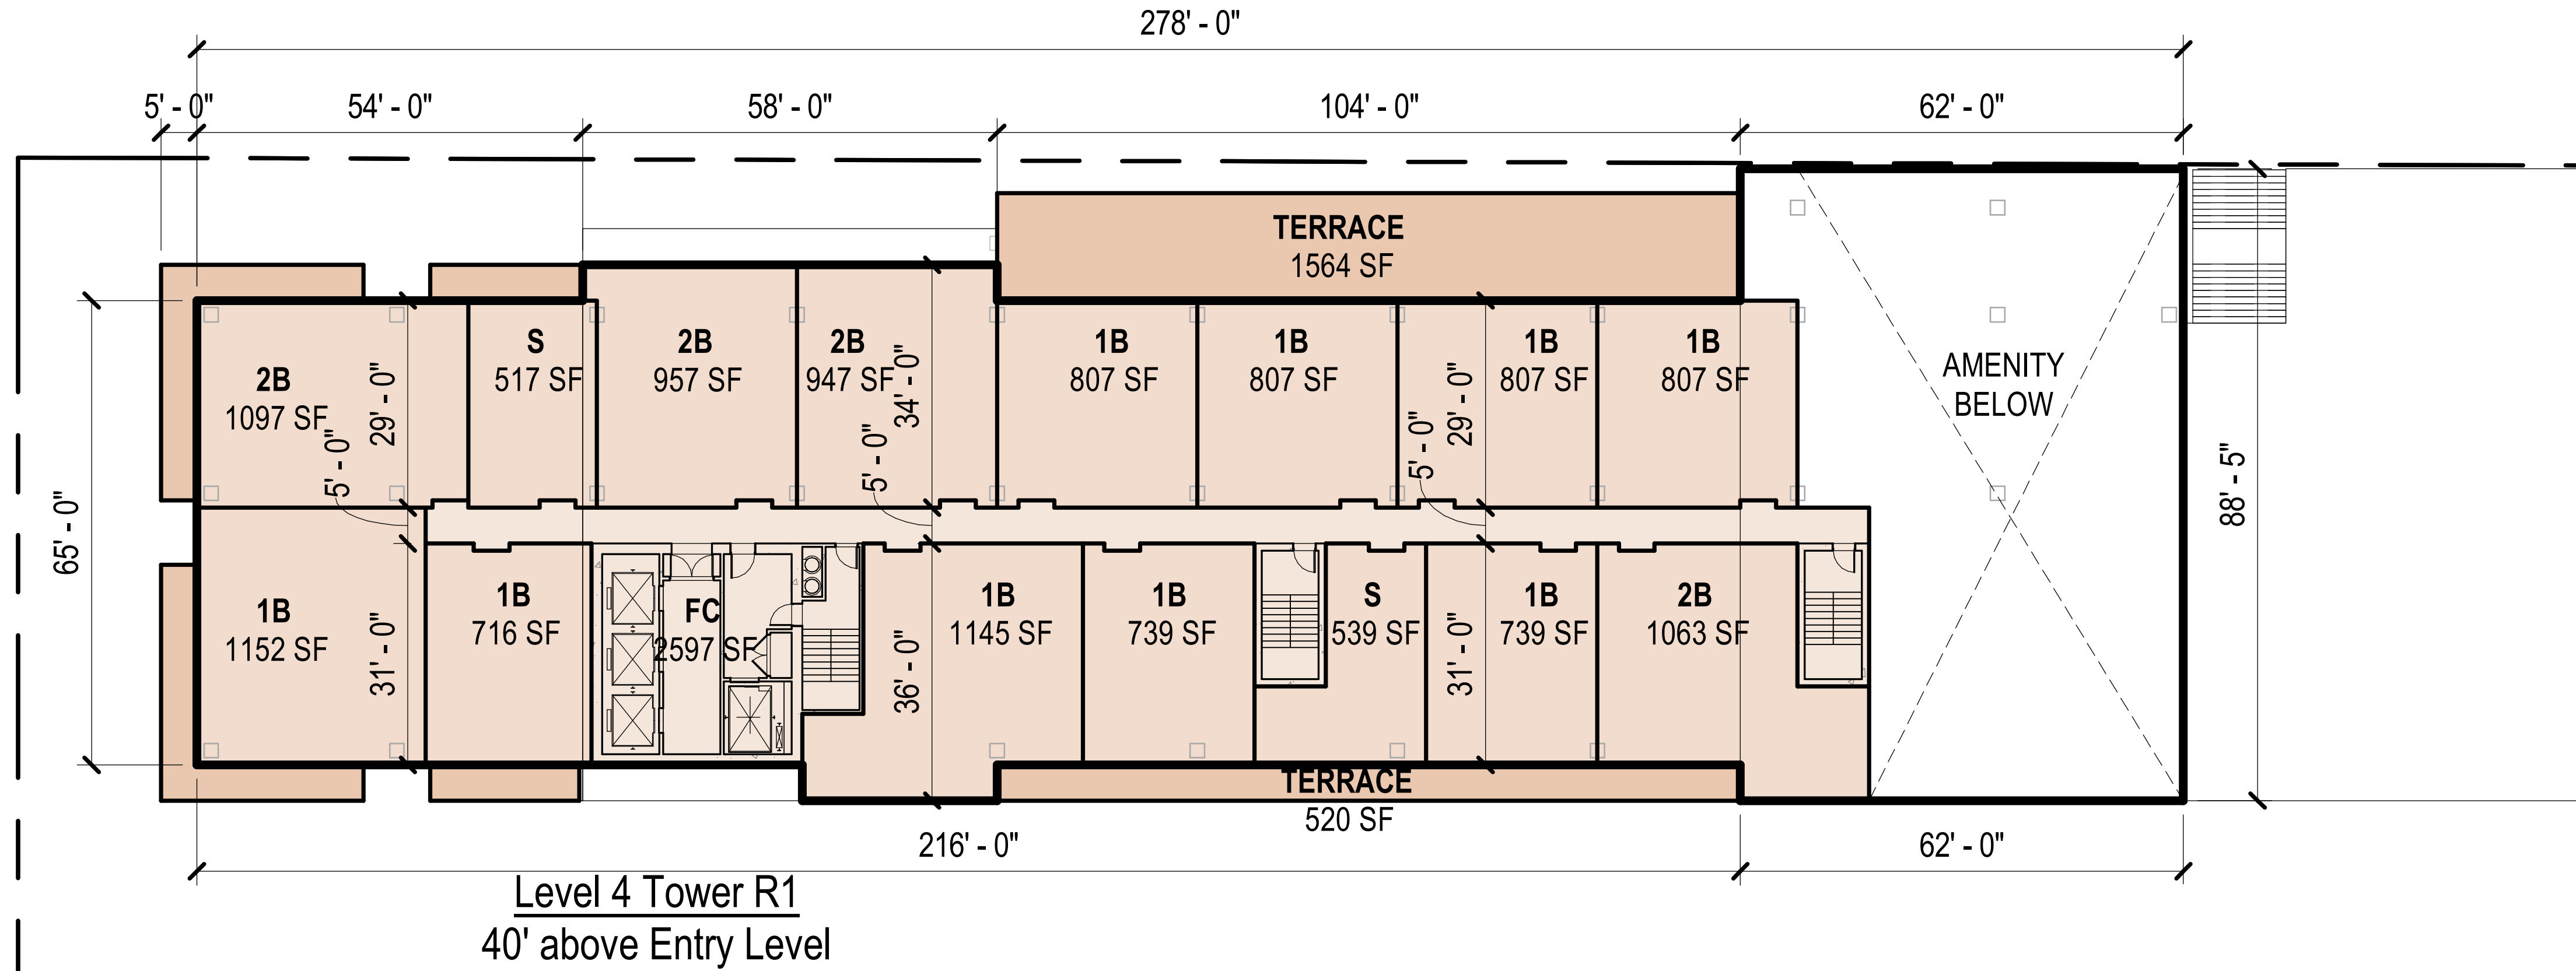 278' - 0"
5' - 0"
54' - 0"
58' - 0"
104' - 0"
62' - 0"
TERRACE
1564 SF
2B
1097 SF
S
517 SF
2B
957 SF
2B
947 SF
1B
807 SF
1B
807 SF
1B
807 SF
1B
807 SF
AMENITY
BELOW
29' - 0"
34' - 0"
29' - 0"
5' - 0"
5' - 0"
5' - 0"
65' - 0"
88' - 5"
1B
1152 SF
1B
716 SF
FC
2597 SF
1B
1145 SF
1B
739 SF
S
539 SF
1B
739 SF
2B
1063 SF
31' - 0"
36' - 0"
31' - 0"
TERRACE
520 SF
216' - 0"
62' - 0"
Level 4 Tower R1
40' above Entry Level